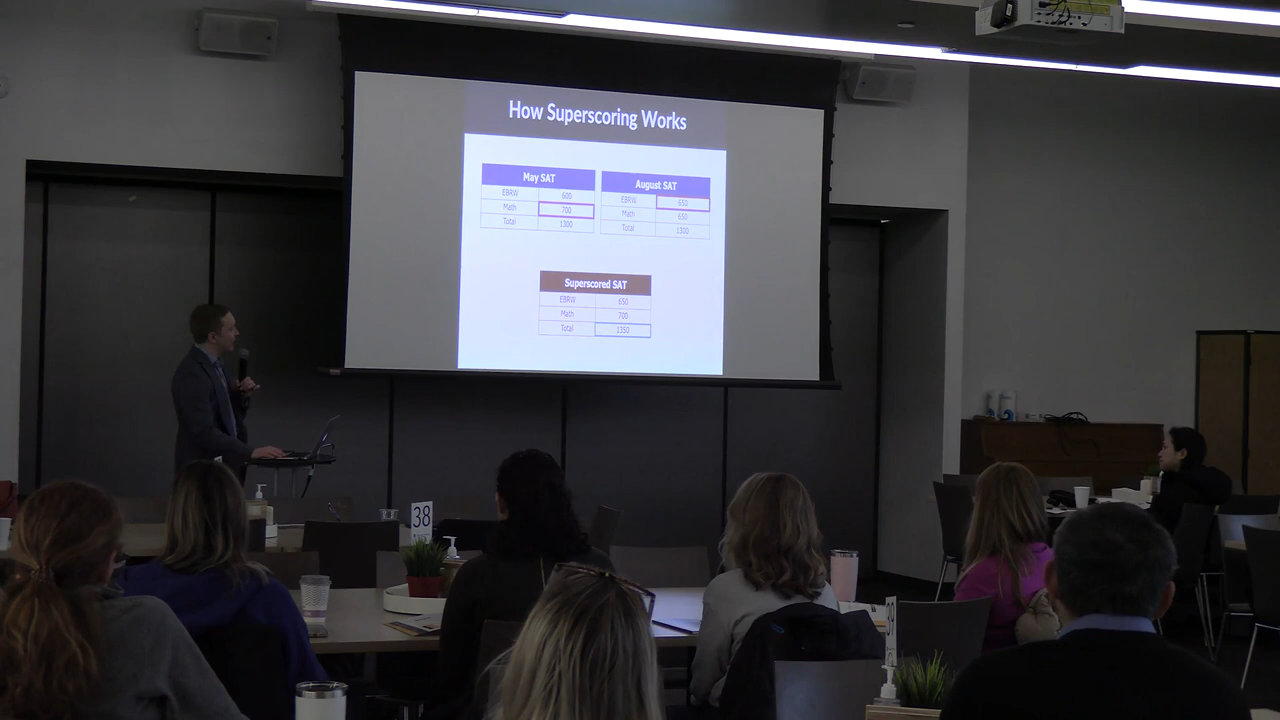 How Superscoring Works
May SAT
EBRW 600
Math 700
Total 1300
August SAT
EBRW 650
Math 650
Total 1300
Superscored SAT
EBRW 650
Math 700
Total 1350
38